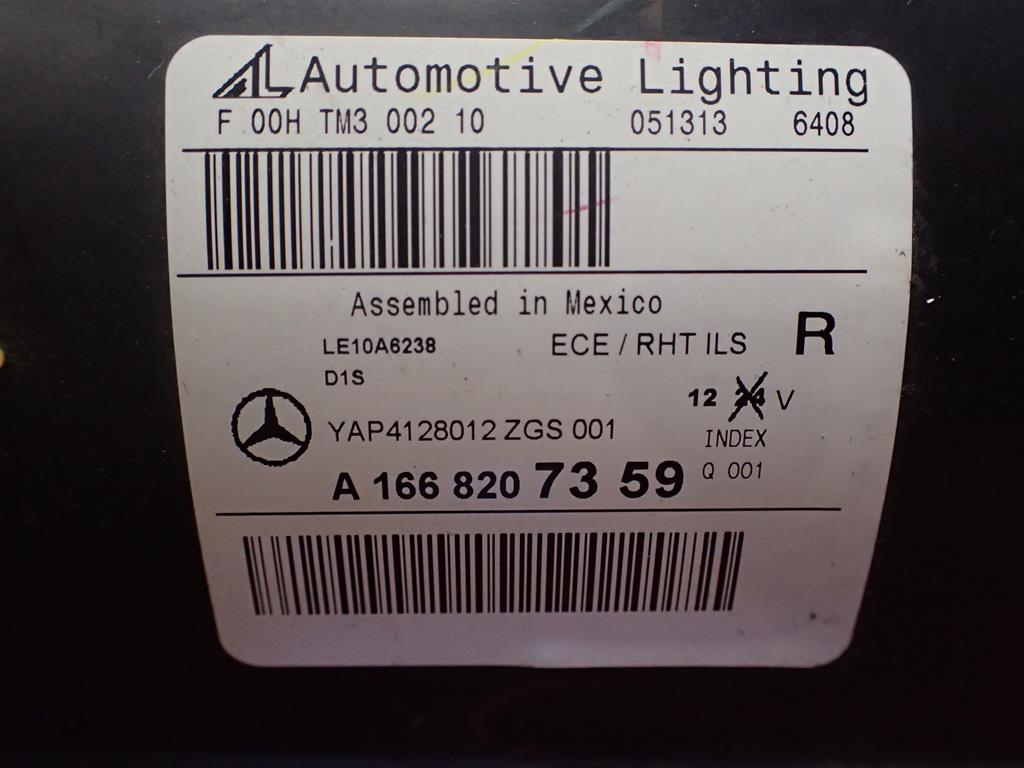 AL Automotive Lighting
F 00H TM3 002 10 051313 6408
Assembled in Mexico
LE10A6238 ECE / RHT ILS R
D1S
12 24 V
YAP4128012 ZGS 001 INDEX
A 166 820 73 59 Q 001